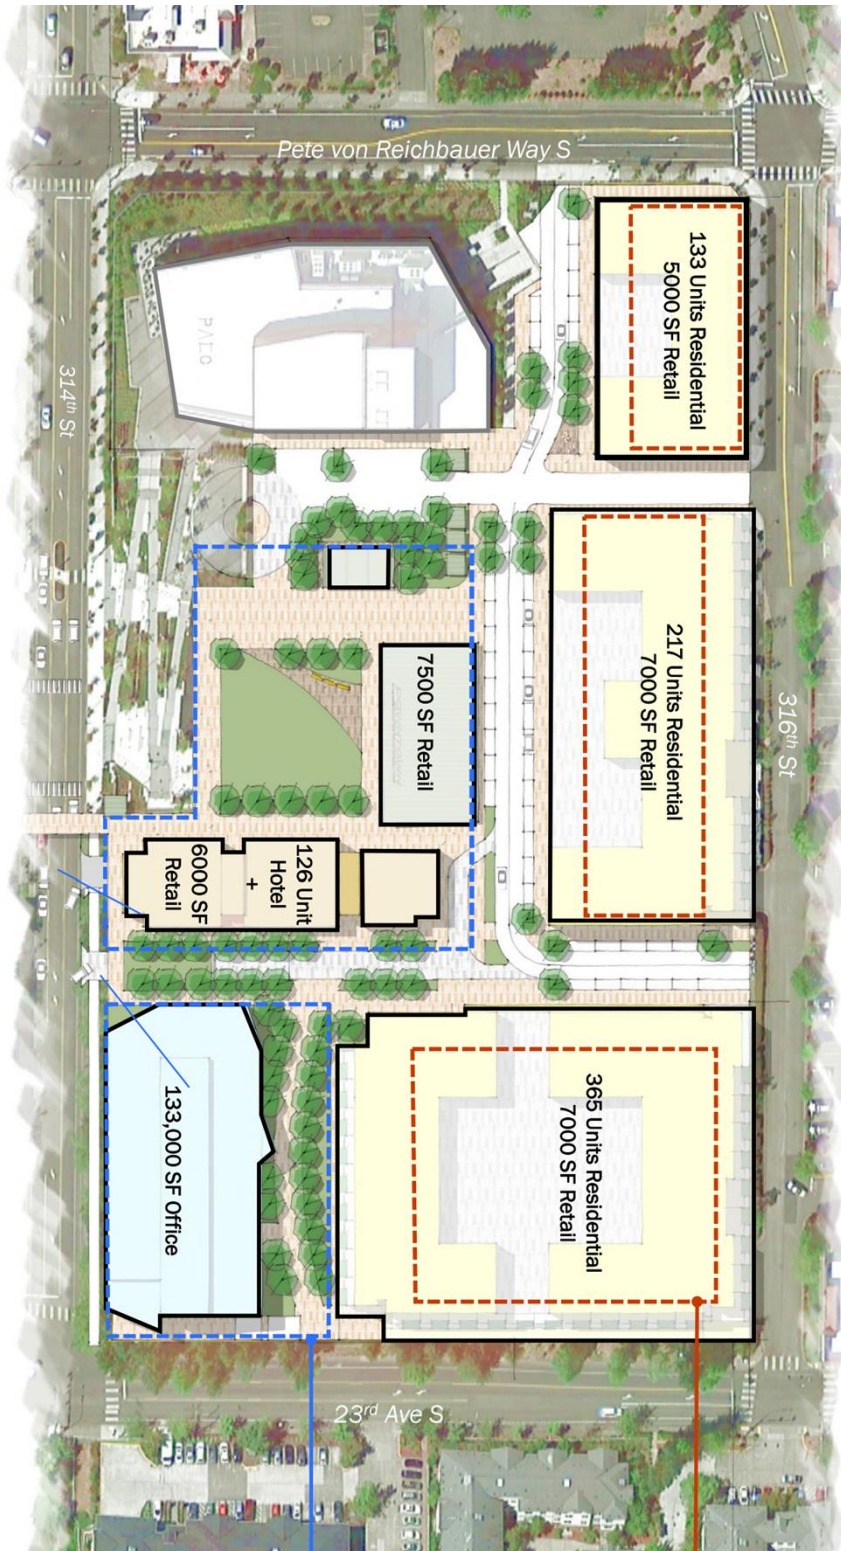 Pete von Reichbauer Way S
133 Units Residential
5000 SF Retail
PAEC
314th St
316th St
217 Units Residential
7000 SF Retail
7500 SF Retail
126 Unit
Hotel
+
6000 SF
Retail
365 Units Residential
7000 SF Retail
133,000 SF Office
23rd Ave S